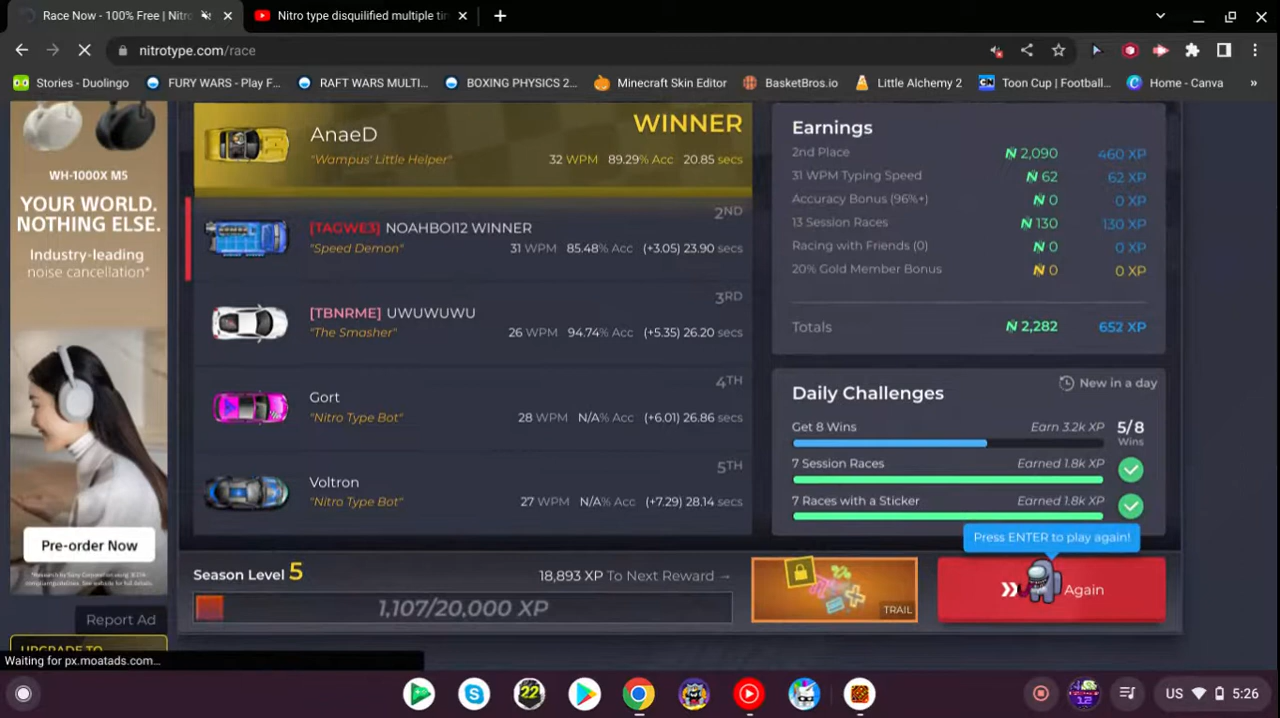 Race Now - 100% Free | Nitro
Nitro type disquilified multiple tim
nitrotype.com/race
Stories - Duolingo
FURY WARS - Play F...
RAFT WARS MULTI...
BOXING PHYSICS 2...
Minecraft Skin Editor
BasketBros.io
Little Alchemy 2
Toon Cup | Football...
Home - Canva
»
WH-1000X M5
YOUR WORLD.
NOTHING ELSE.
Industry-leading
noise cancellation*
Pre-order Now
Report Ad
UPGRADE TO
AnaeD
WINNER
"Wampus' Little Helper"
32 WPM 89.29% Acc 20.85 secs
2ND
[TAGWE3] NOAHBOI12 WINNER
"Speed Demon"
31 WPM 85.48% Acc (+3.05) 23.90 secs
3RD
[TBNRME] UWUWUWU
"The Smasher"
26 WPM 94.74% Acc (+5.35) 26.20 secs
4TH
Gort
"Nitro Type Bot"
28 WPM N/A% Acc (+6.01) 26.86 secs
5TH
Voltron
"Nitro Type Bot"
27 WPM N/A% Acc (+7.29) 28.14 secs
Earnings
2nd Place N 2,090 460 XP
31 WPM Typing Speed N 62 62 XP
Accuracy Bonus (96%+) N 0 0 XP
13 Session Races N 130 130 XP
Racing with Friends (0) N 0 0 XP
20% Gold Member Bonus N 0 0 XP
Totals N 2,282 652 XP
Daily Challenges New in a day
Get 8 Wins Earn 3.2k XP 5/8
Wins
7 Session Races Earned 1.8k XP
7 Races with a Sticker Earned 1.8k XP
Press ENTER to play again!
Season Level 5
18,893 XP To Next Reward →
1,107/20,000 XP
TRAIL
Again
Waiting for px.moatads.com...
22
12
US
5:26